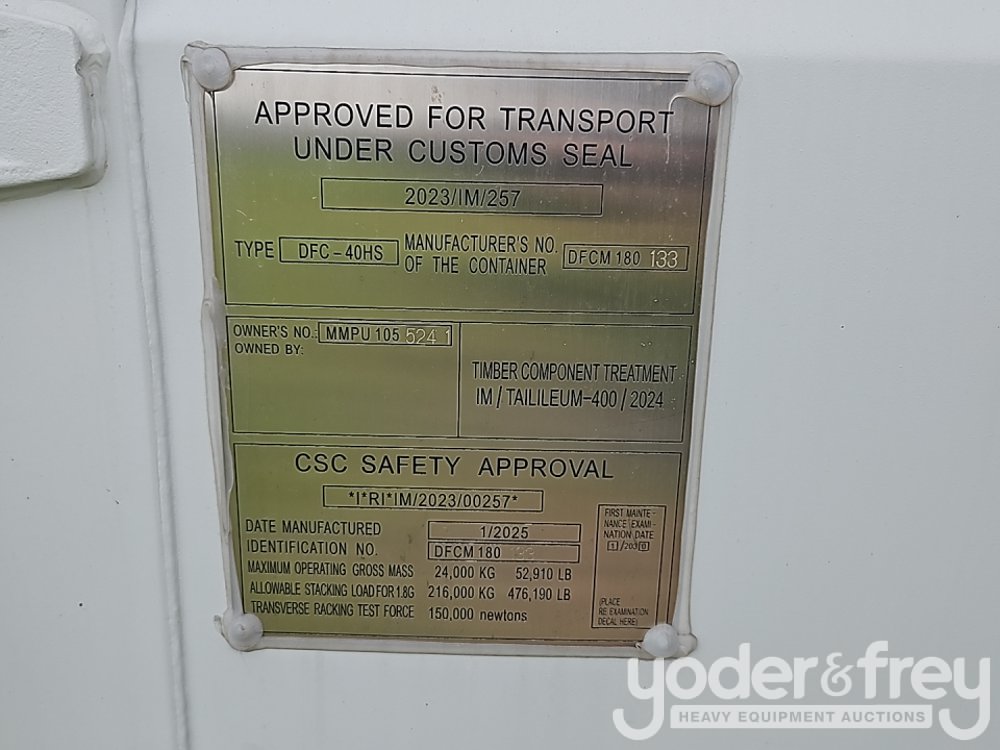 APPROVED FOR TRANSPORT
UNDER CUSTOMS SEAL
2023/IM/257
TYPE DFC-40HS MANUFACTURER'S NO. OF THE CONTAINER DFCM 180 133
OWNER'S NO.: MMPU 105 524 1
OWNED BY:
TIMBER COMPONENT TREATMENT
IM/TAILILEUM-400/2024
CSC SAFETY APPROVAL
*I*RI*IM/2023/00257*
DATE MANUFACTURED 1/2025
IDENTIFICATION NO. DFCM 180 133
MAXIMUM OPERATING GROSS MASS 24,000 KG 52,910 LB
ALLOWABLE STACKING LOAD FOR 1.8G 216,000 KG 476,190 LB
TRANSVERSE RACKING TEST FORCE 150,000 newtons
FIRST MAINTE-
NANCE EXAMI-
NATION DATE
1/2030
(PLACE
RE EXAMINATION
DECAL HERE)
yoder&frey
HEAVY EQUIPMENT AUCTIONS